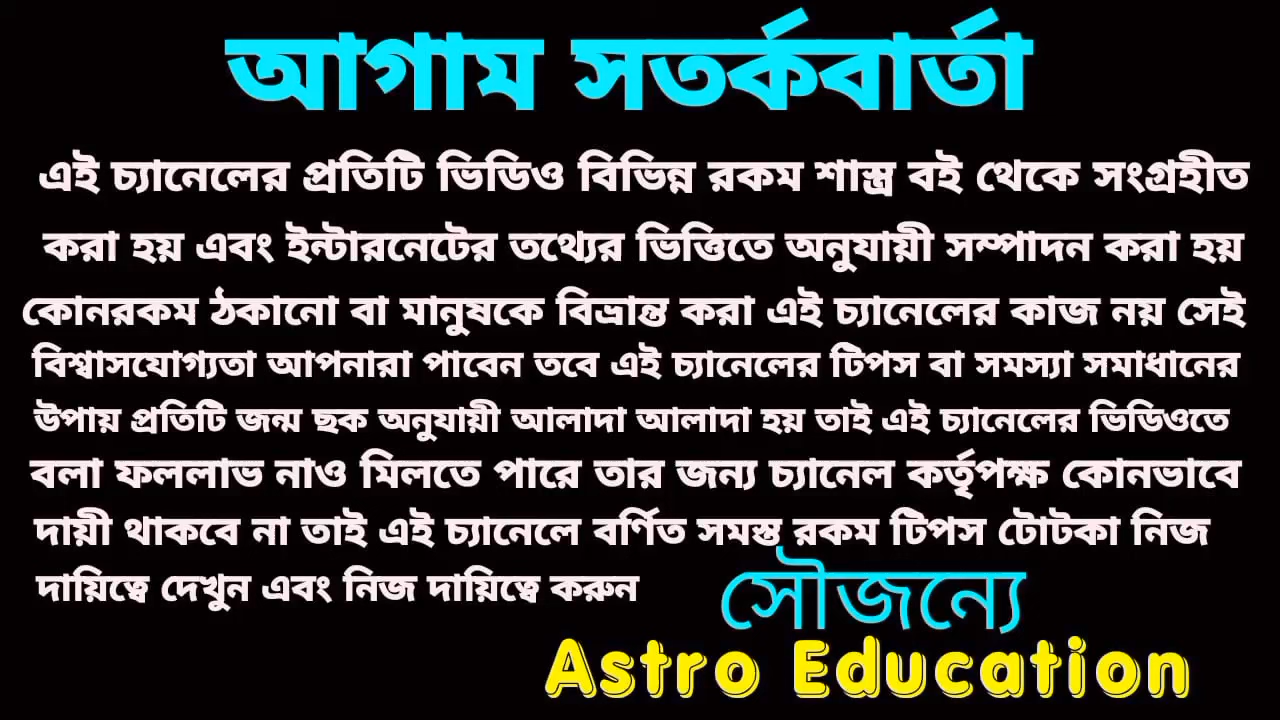 আগাম সতর্কবার্তা
এই চ্যানেলের প্রতিটি ভিডিও বিভিন্ন রকম শাস্ত্র বই থেকে সংগ্রহীত
করা হয় এবং ইন্টারনেটের তথ্যের ভিত্তিতে অনুযায়ী সম্পাদন করা হয়
কোনরকম ঠকানো বা মানুষকে বিভ্রান্ত করা এই চ্যানেলের কাজ নয় সেই
বিশ্বাসযোগ্যতা আপনারা পাবেন তবে এই চ্যানেলের টিপস বা সমস্যা সমাধানের
উপায় প্রতিটি জন্ম ছক অনুযায়ী আলাদা আলাদা হয় তাই এই চ্যানেলের ভিডিওতে
বলা ফললাভ নাও মিলতে পারে তার জন্য চ্যানেল কর্তৃপক্ষ কোনভাবে
দায়ী থাকবে না তাই এই চ্যানেলে বর্ণিত সমস্ত রকম টিপস টোটকা নিজ
দায়িত্বে দেখুন এবং নিজ দায়িত্বে করুন
সৌজন্যে
Astro Education